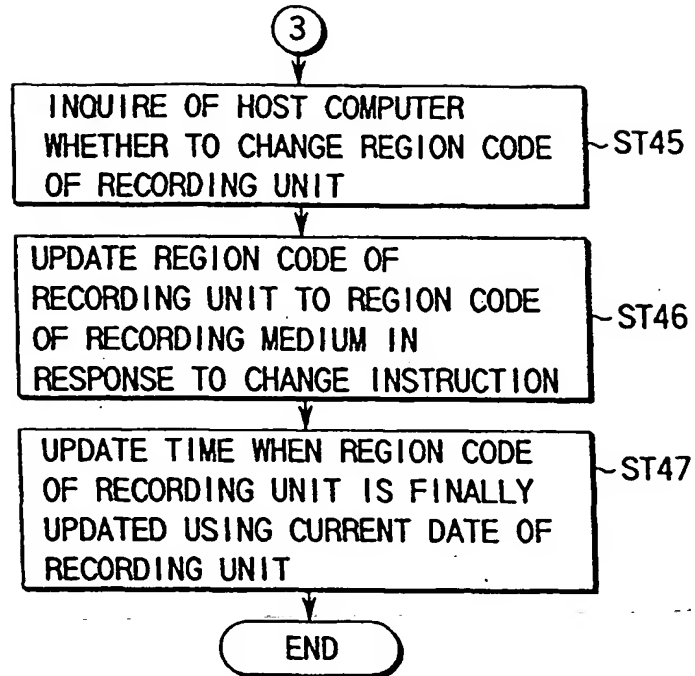 3
INQUIRE OF HOST COMPUTER
WHETHER TO CHANGE REGION CODE
OF RECORDING UNIT
ST45
UPDATE REGION CODE OF
RECORDING UNIT TO REGION CODE
OF RECORDING MEDIUM IN
RESPONSE TO CHANGE INSTRUCTION
ST46
UPDATE TIME WHEN REGION CODE
OF RECORDING UNIT IS FINALLY
UPDATED USING CURRENT DATE OF
RECORDING UNIT
ST47
END